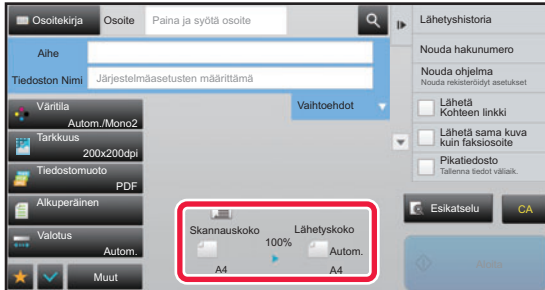 Osoitekirja
Osoite
Paina ja syötä osoite
Aihe
Tiedoston Nimi
Järjestelmäasetusten määrittämä
Väritila
Autom./Mono2
Tarkkuus
200x200dpi
Tiedostomuoto
PDF
Alkuperäinen
Valotus
Autom.
Muut
Vaihtoehdot
Skannauskoko
100%
Lähetyskoko
Autom.
A4
A4
Lähetyshistoria
Nouda hakunumero
Nouda ohjelma
Nouda rekisteröidyt asetukset
Lähetä
Kohteen linkki
Lähetä sama kuva
kuin faksiosoite
Pikatiedosto
Tallenna tiedot väliaik.
Esikatselu
CA
Aloita